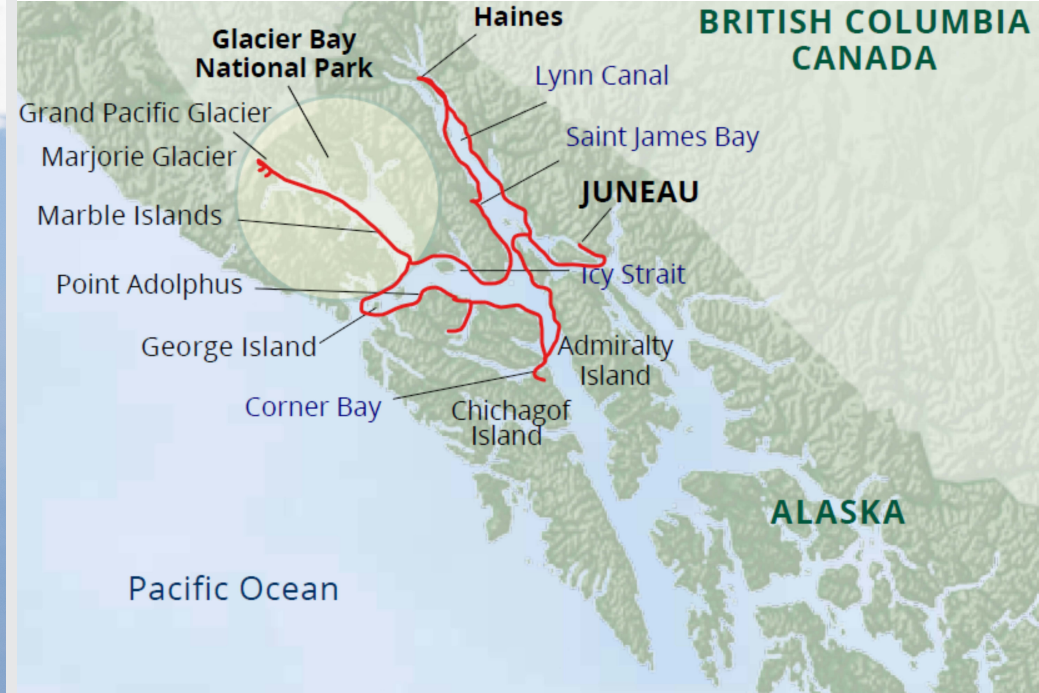 Haines
BRITISH COLUMBIA
CANADA
Glacier Bay
National Park
Lynn Canal
Grand Pacific Glacier
Saint James Bay
Marjorie Glacier
JUNEAU
Marble Islands
Icy Strait
Point Adolphus
George Island
Admiralty
Island
Corner Bay
Chichagof
Island
ALASKA
Pacific Ocean